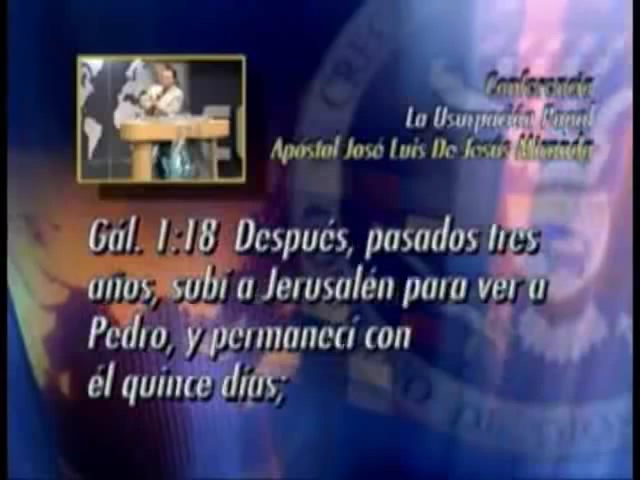 Conferencia
La Usurpación Papal
Apóstol José Luis De Jesús Miranda
Gál. 1:18 Después, pasados tres
años, subí a Jerusalén para ver a
Pedro, y permanecí con
él quince días;